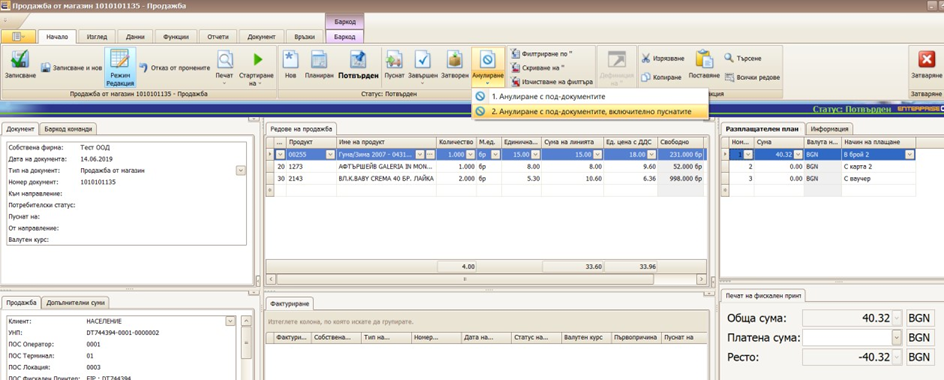 Продажба от магазин 1010101135 - Продажба
Баркод
Начало Изглед Данни Функции Отчети Документ Връзки Баркод
Записване
Записване и нов
Режим Редакция
Отказ от промените
Печат
Стартиране на
Нов
Планиран
Потвърден
Пуснат
Завършен
Затворен
Анулиране
Филтриране по "
Скриване на "
Изчистване на филтъра
Дефиниция на "
Изрязване
Копиране
Поставяне
Търсене
Всички редове
Затваряне
Продажба от магазин 1010101135 - Продажба
Статус: Потвърден
Затваряне
1. Анулиране с под-документите
2. Анулиране с под-документите, включително пуснатите
Статус: Потвърден ENTERPRISE
Документ Баркод команди
Собствена фирма: Тест ООД
Дата на документа: 14.06.2019
Тип на документ: Продажба от магазин
Номер документ: 1010101135
Към направление:
Потребителски статус:
Пуснат на:
От направление:
Валутен курс:
Редове на продажба
... Продукт Име на продукт Количество М.ед. Единична... Сума на линията Ед. цена с ДДС Свободно
00255 Гума/Зима 2007 - 0431... 1.000 бр 15.00 15.00 18.00 231.000 бр
20 1273 АФТЪРШЕЙВ GALERIA IN MON... 1.000 бр 8.00 8.00 9.60 52.000 бр
30 2143 ВЛ.К.BABY CREMA 40 БР. ЛАЙКА 2.000 бр 5.30 10.60 6.36 998.000 бр
4.00 33.60 33.96
Разплащателен план Информация
Ном... Сума Валута н... Начин на плащане
1 40.32 BGN В брой 2
2 0.00 BGN С карта 2
3 0.00 BGN С ваучер
Продажба Допълнителни суми
Клиент: НАСЕЛЕНИЕ
УНП: DT744394-0001-0000002
ПОС Оператор: 0001
ПОС Терминал: 01
ПОС Локация: 0003
ПОС Фискален Принтер: FTP : DT744394
Фактуриране
Изтеглете колона, по която искате да групирате.
Фактури... Собствена... Тип на... Номер... Дата на... Статус на... Валутен курс Първопричина Пуснат на
Печат на фискален принт
Обща сума: 40.32 BGN
Платена сума: BGN
Ресто: -40.32 BGN